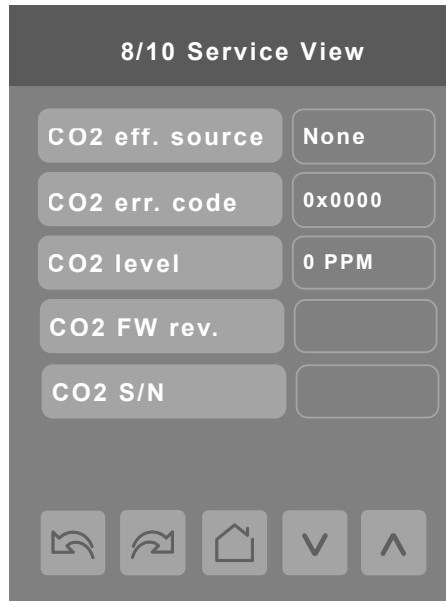 8/10 Service View
CO2 eff. source None
CO2 err. code 0x0000
CO2 level 0 PPM
CO2 FW rev.
CO2 S/N